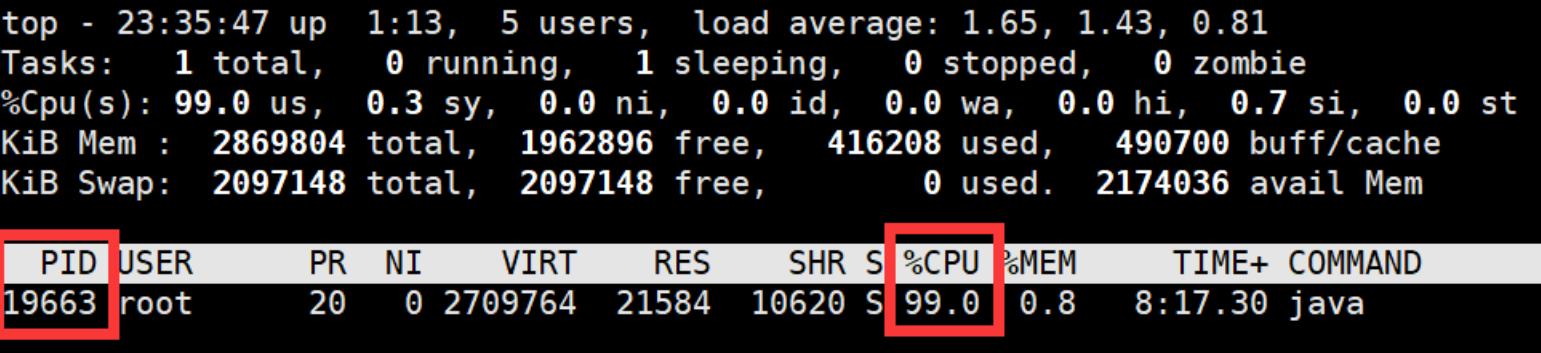 top - 23:35:47 up  1:13,  5 users,  load average: 1.65, 1.43, 0.81
Tasks:   1 total,   0 running,   1 sleeping,   0 stopped,   0 zombie
%Cpu(s): 99.0 us,  0.3 sy,  0.0 ni,  0.0 id,  0.0 wa,  0.0 hi,  0.7 si,  0.0 st
KiB Mem :  2869804 total,  1962896 free,   416208 used,   490700 buff/cache
KiB Swap:  2097148 total,  2097148 free,        0 used.  2174036 avail Mem
PID USER      PR  NI    VIRT    RES    SHR S %CPU %MEM     TIME+ COMMAND
19663 root      20   0 2709764  21584  10620 S 99.0  0.8   8:17.30 java